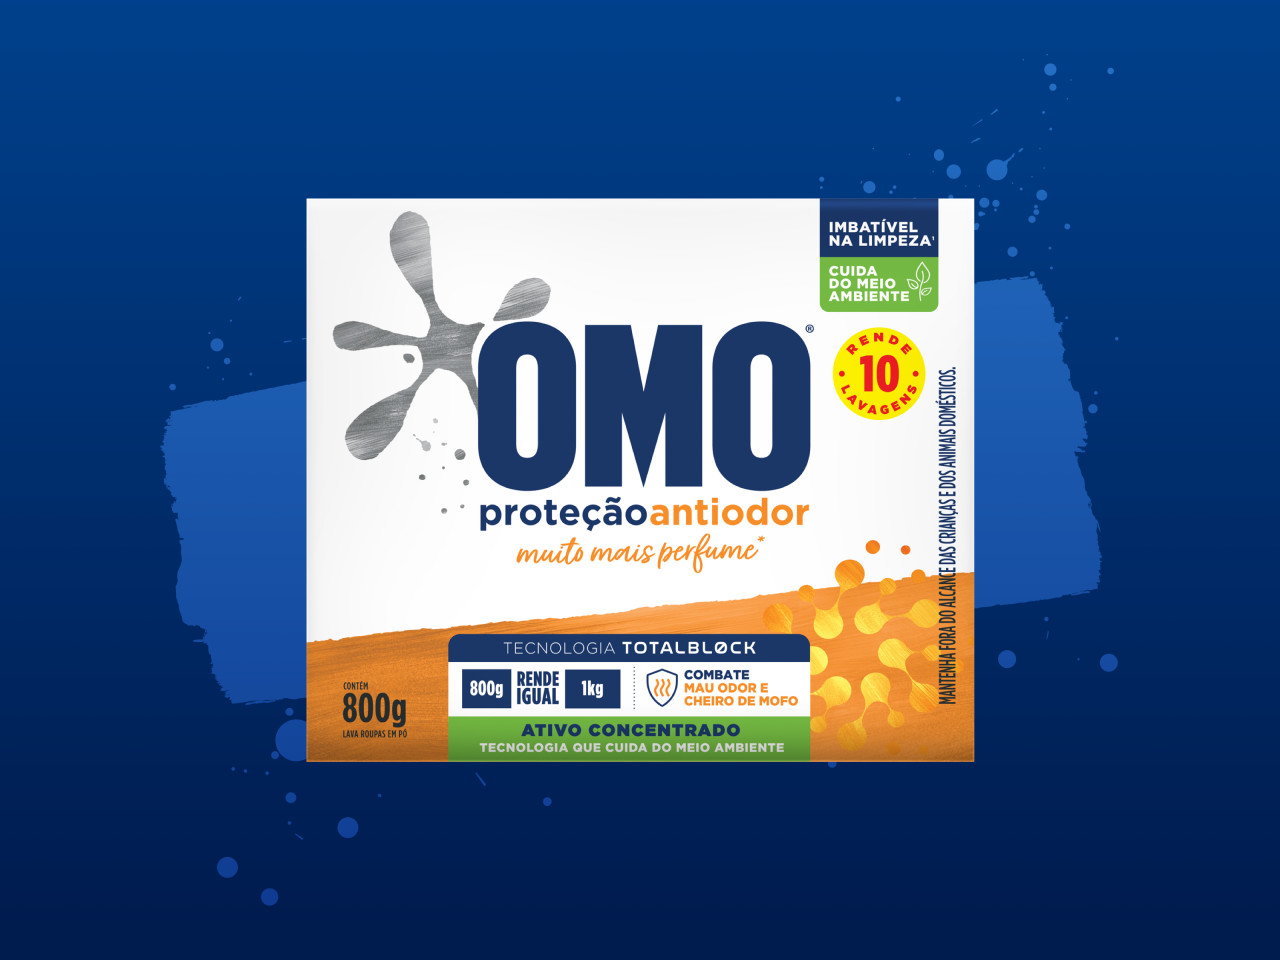 IMBATÍVEL
NA LIMPEZA¹
CUIDA
DO MEIO
AMBIENTE
OMO®
RENDE
10
LAVAGENS
proteçãoantiodor
muito mais perfume*
MANTENHA FORA DO ALCANCE DAS CRIANÇAS E DOS ANIMAIS DOMÉSTICOS.
TECNOLOGIA TOTALBLØCK
800g
RENDE
IGUAL
1kg
COMBATE
MAU ODOR E
CHEIRO DE MOFO
CONTÉM
800g
LAVA ROUPAS EM PÓ
ATIVO CONCENTRADO
TECNOLOGIA QUE CUIDA DO MEIO AMBIENTE